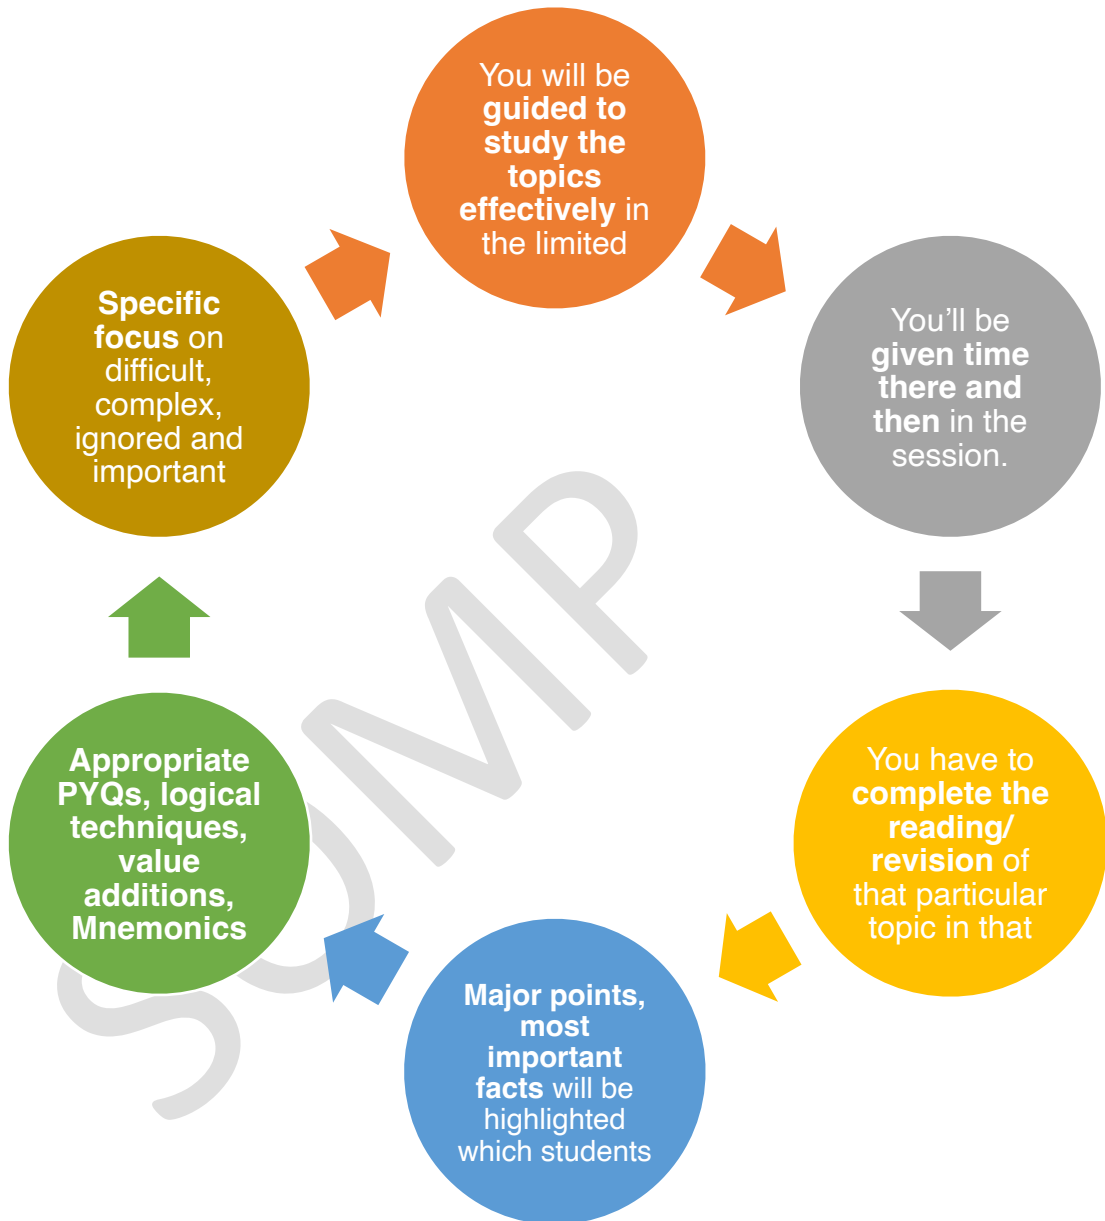 You will be
guided to
study the
topics
effectively in
the limited
You'll be
given time
there and
then in the
session.
You have to
complete the
reading/
revision of
that particular
topic in that
Major points,
most
important
facts will be
highlighted
which students
Appropriate
PYQs, logical
techniques,
value
additions,
Mnemonics
Specific
focus on
difficult,
complex,
ignored and
important
SOMP